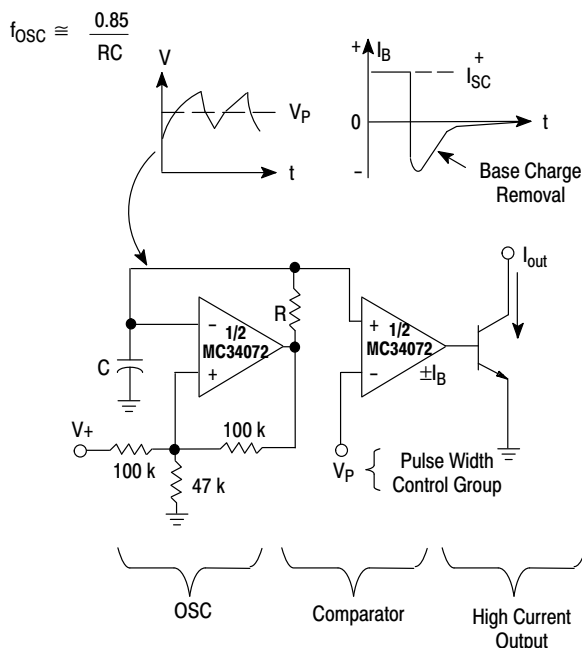 fOSC ≅ 0.85
RC
V
VP
t
+ IB
+
ISC
0
t
−
Base Charge
Removal
Iout
R
−
1/2
MC34072
+
C
+
1/2
MC34072
−
±IB
V+
100 k
100 k
47 k
VP
Pulse Width
Control Group
OSC
Comparator
High Current
Output